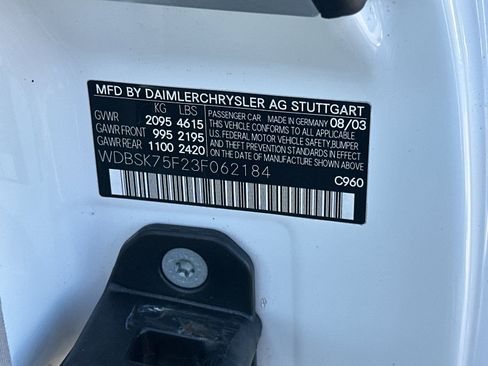 MFD BY DAIMLERCHRYSLER AG STUTTGART
KG LBS
GVWR 2095 4615
GAWR FRONT 995 2195
GAWR REAR 1100 2420
PASSENGER CAR MADE IN GERMANY 08/03
THIS VEHICLE CONFORMS TO ALL APPLICABLE
U.S. FEDERAL MOTOR VEHICLE SAFETY, BUMPER
AND THEFT PREVENTION STANDARDS IN EFFECT
ON THE DATE OF MANUFACTURE SHOWN ABOVE
WDBSK75F23F062184
C960